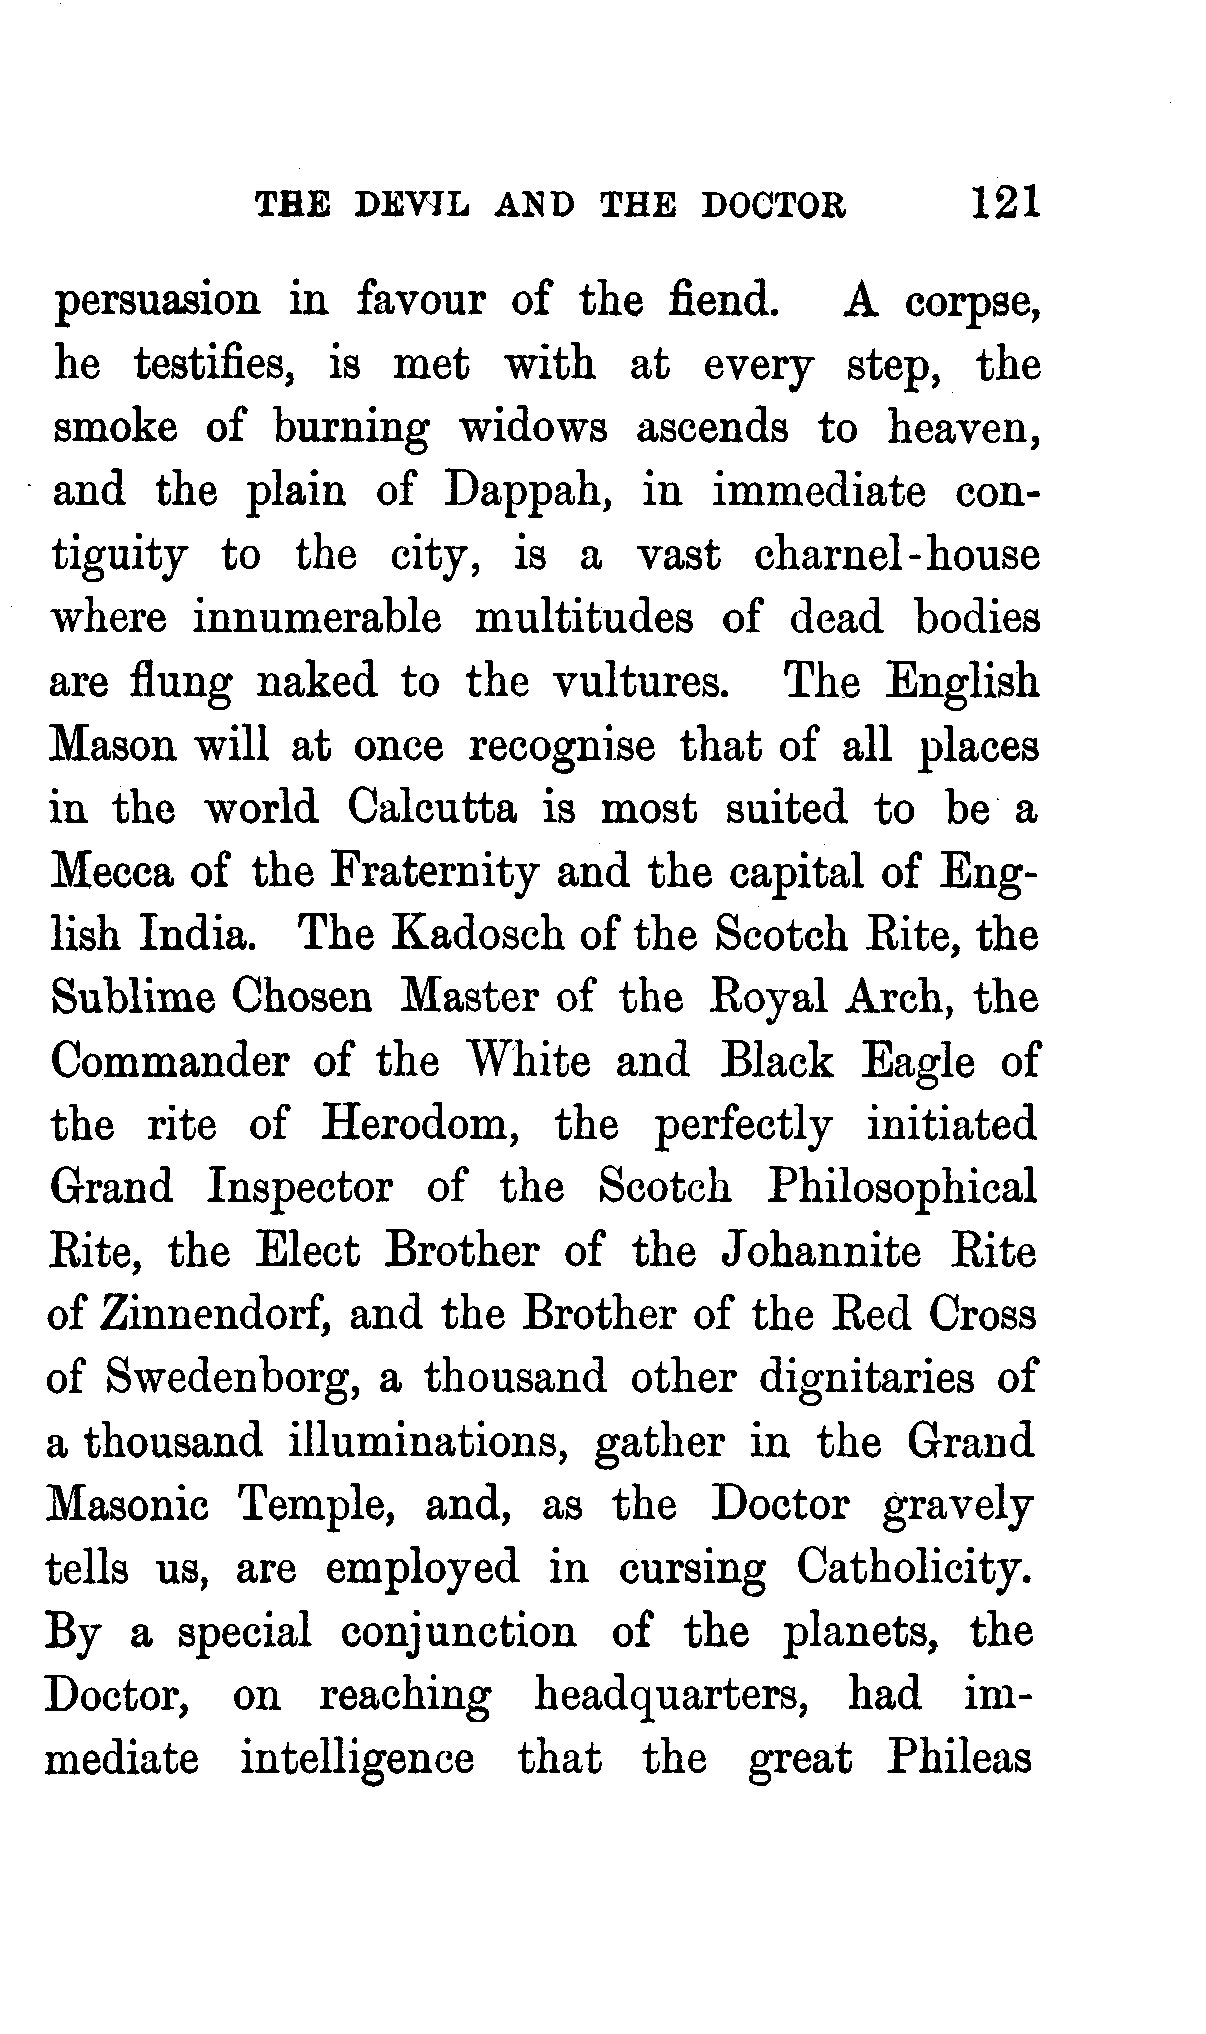 THE DEVIL AND THE DOCTOR 121
persuasion in favour of the fiend. A corpse,
he testifies, is met with at every step, the
smoke of burning widows ascends to heaven,
and the plain of Dappah, in immediate con-
tiguity to the city, is a vast charnel-house
where innumerable multitudes of dead bodies
are flung naked to the vultures. The English
Mason will at once recognise that of all places
in the world Calcutta is most suited to be a
Mecca of the Fraternity and the capital of Eng-
lish India. The Kadosch of the Scotch Rite, the
Sublime Chosen Master of the Royal Arch, the
Commander of the White and Black Eagle of
the rite of Herodom, the perfectly initiated
Grand Inspector of the Scotch Philosophical
Rite, the Elect Brother of the Johannite Rite
of Zinnendorf, and the Brother of the Red Cross
of Swedenborg, a thousand other dignitaries of
a thousand illuminations, gather in the Grand
Masonic Temple, and, as the Doctor gravely
tells us, are employed in cursing Catholicity.
By a special conjunction of the planets, the
Doctor, on reaching headquarters, had im-
mediate intelligence that the great Phileas